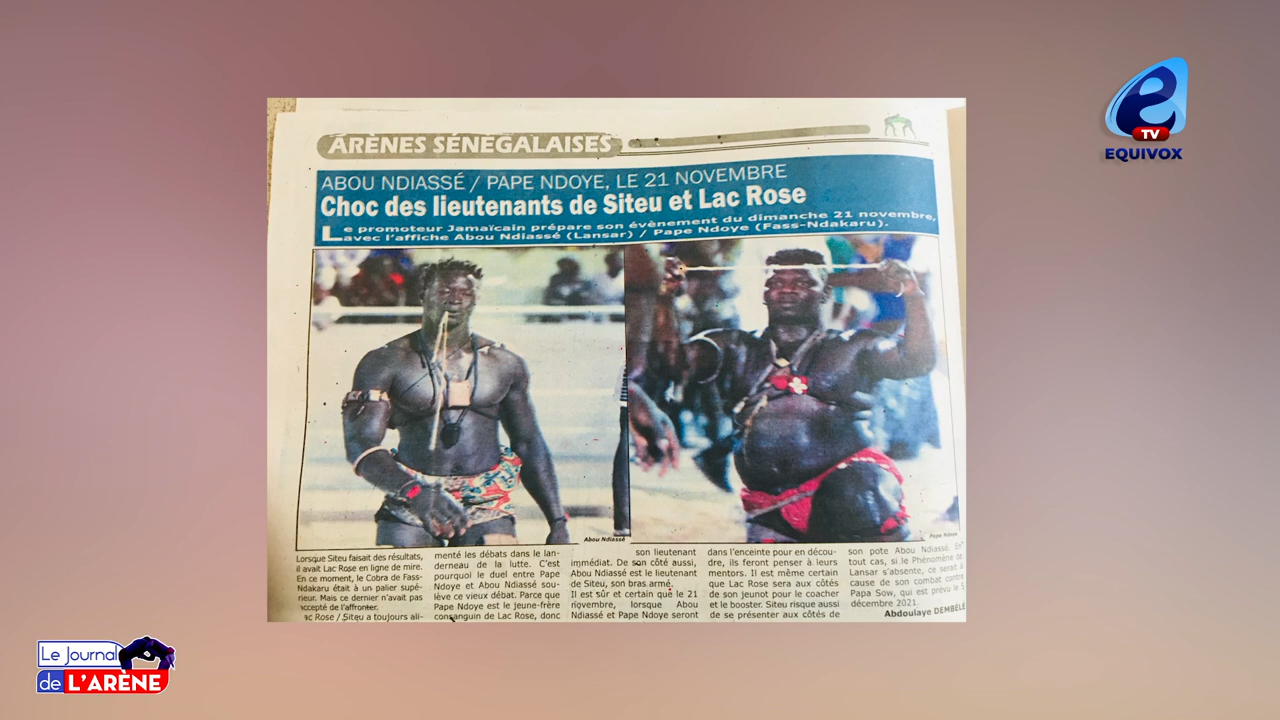 ARÈNES SÉNÉGALAISES
ABOU NDIASSÉ / PAPE NDOYE, LE 21 NOVEMBRE
Choc des lieutenants de Siteu et Lac Rose
Le promoteur Jamaïcain prépare son évènement du dimanche 21 novembre,
avec l'affiche Abou Ndiassé (Lansar) / Pape Ndoye (Fass-Ndakaru).
Abou Ndiassé
Pape Ndoye
Lorsque Siteu faisait des résultats,
il avait Lac Rose en ligne de mire.
En ce moment, le Cobra de Fass-
Ndakaru était à un palier supé-
rieur. Mais ce dernier n'avait pas
accepté de l'affronter.
Lac Rose / Siteu a toujours ali-
menté les débats dans le lan-
derneau de la lutte. C'est
pourquoi le duel entre Pape
Ndoye et Abou Ndiassé sou-
lève ce vieux débat. Parce que
Pape Ndoye est le jeune-frère
consanguin de Lac Rose, donc
son lieutenant
immédiat. De son côté aussi,
Abou Ndiassé est le lieutenant
de Siteu, son bras armé.
Il est sûr et certain que le 21
novembre, lorsque Abou
Ndiassé et Pape Ndoye seront
dans l'enceinte pour en décou-
dre, ils feront penser à leurs
mentors. Il est même certain
que Lac Rose sera aux côtés
de son jeunot pour le coacher
et le booster. Siteu risque aussi
de se présenter aux côtés de
son pote Abou Ndiassé. En
tout cas, si le Phénomène de
Lansar s'absente, ce serait à
cause de son combat contre
Papa Sow, qui est prévu le 5
décembre 2021.
Abdoulaye DEMBÉLÉ
e
TV
EQUIVOX
Le Journal
de L'ARÈNE